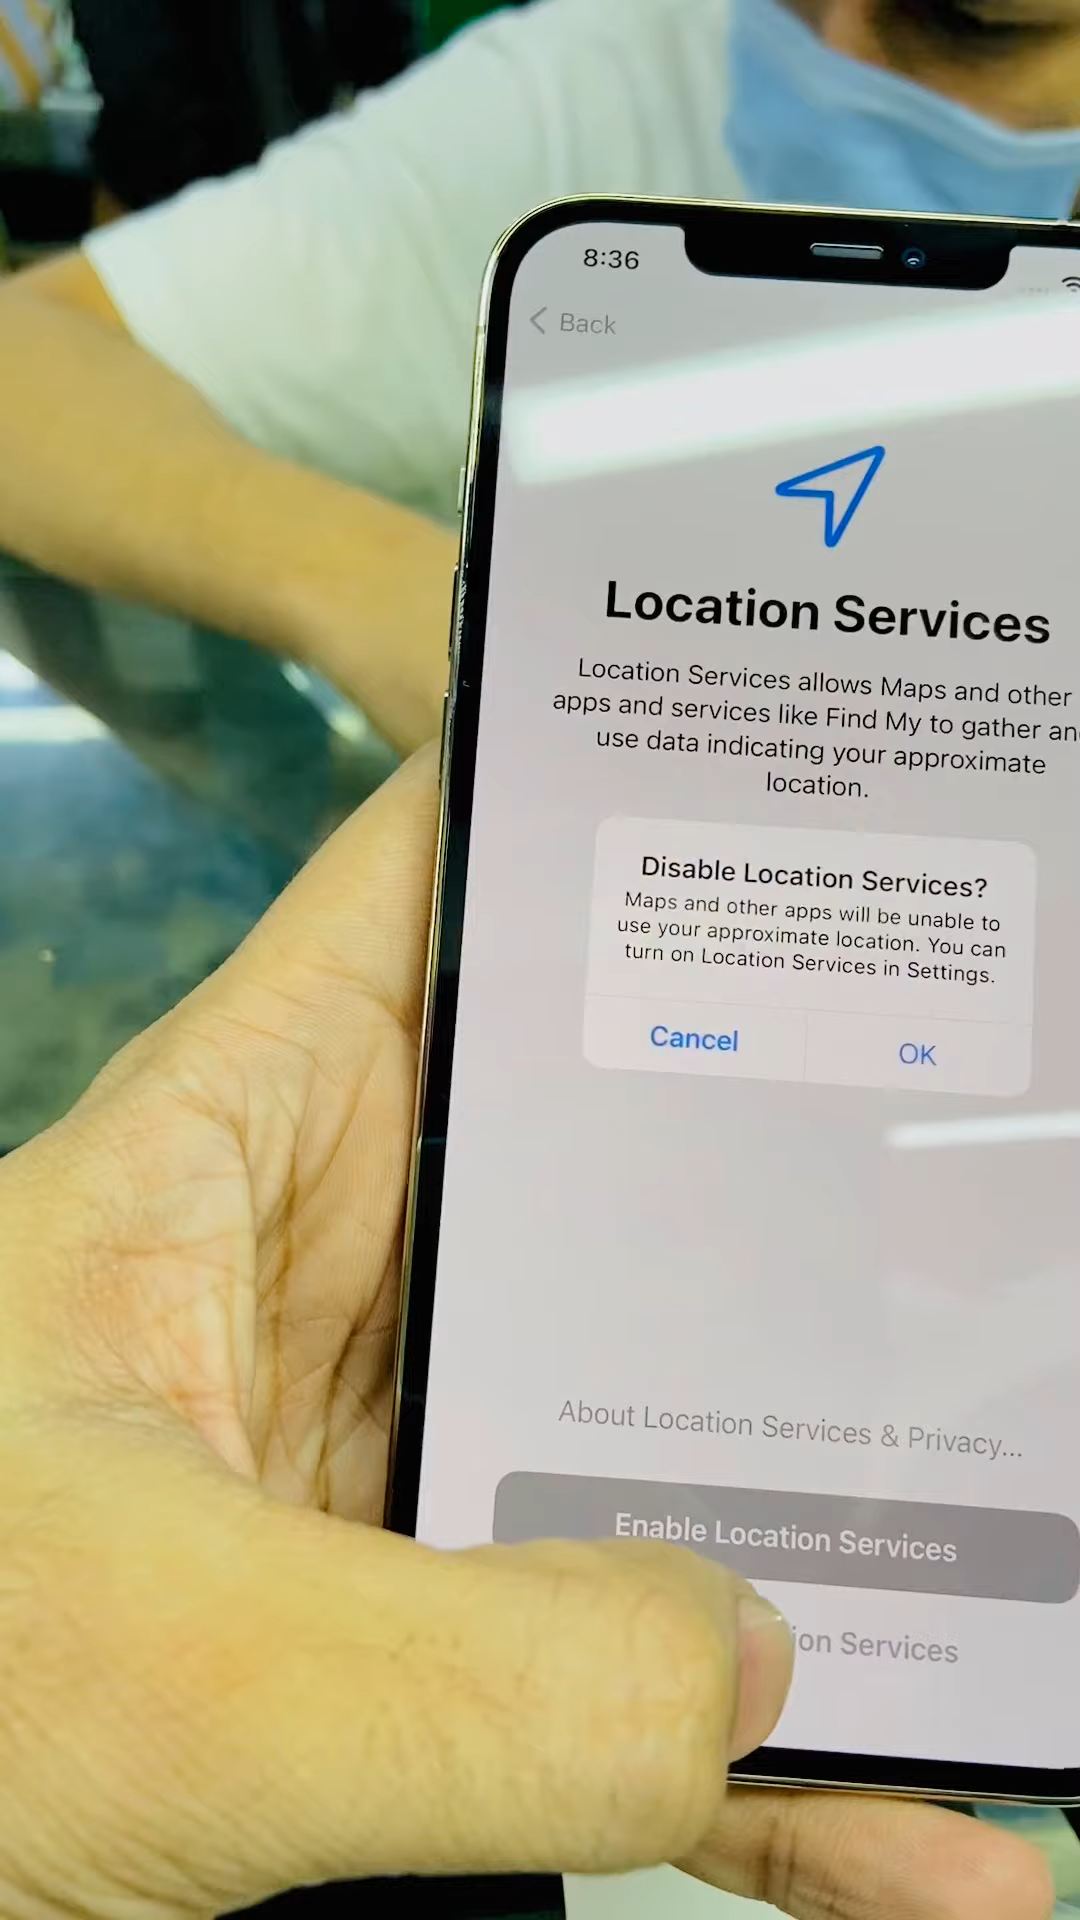 8:36
Back
Location Services
Location Services allows Maps and other
apps and services like Find My to gather
use data indicating your approximate
location.
Disable Location Services?
Maps and other apps will be unable to
use your approximate location. You can
turn on Location Services in Settings.
Cancel
OK
About Location Services & Privacy...
Enable Location Services
Services